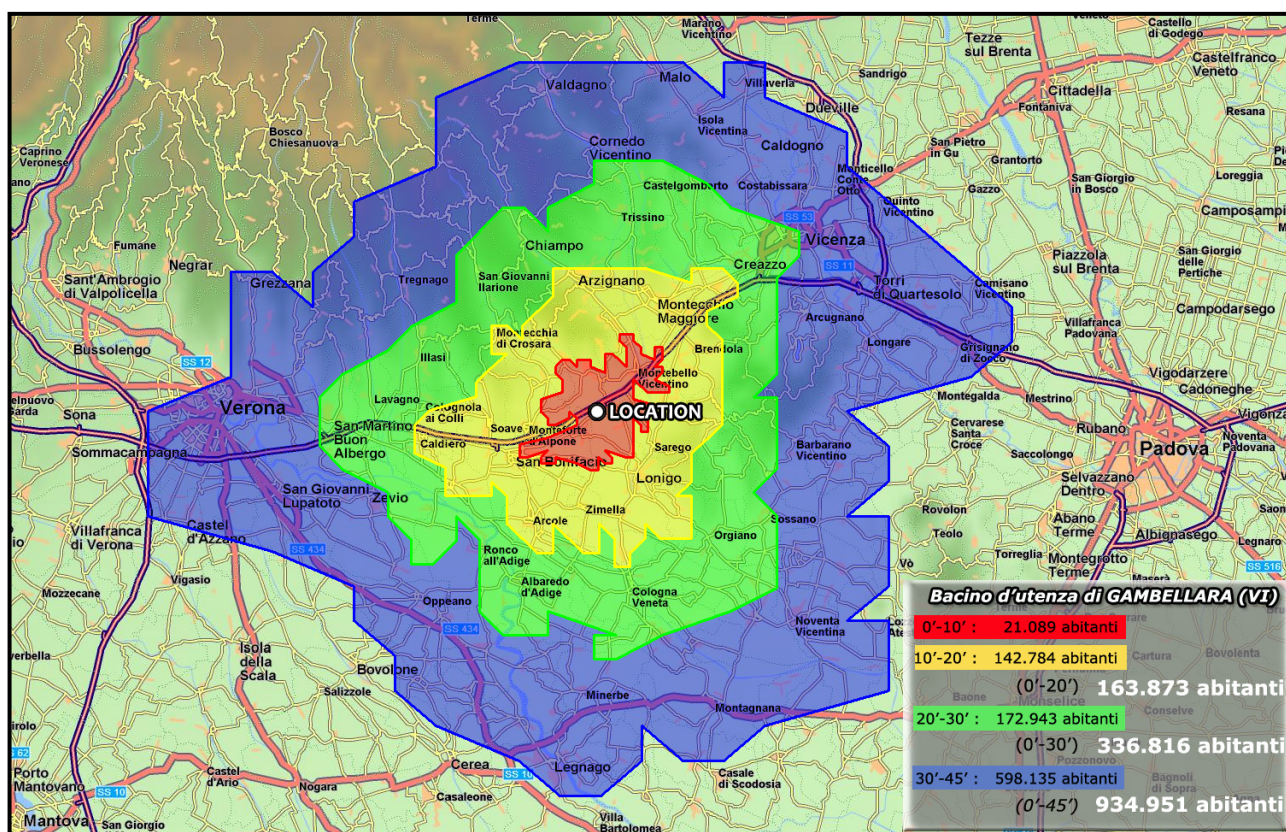 Terme
Marano
Vicentino
Veneto
Castello
di Godego
Tezze
sul Brenta
Castelfranco
Veneto
Valdagno
Malo
Villaverla
Sandrigo
Cittadella
Fontaniva
Dueville
Resana
Isola
Vicentina
Bosco
Chiesanuova
Caprino
Veronese
Cornedo
Vicentino
Caldogno
San Pietro
in Gu
Grantorto
Monticello
Conte
Otto
San Giorgio
in Bosco
Loreggia
Castelgomberto
Costabissara
Gazzo
Quinto
Vicentino
Camposampi
Trissino
SS 53
Fumane
Chiampo
Vicenza
Negrar
Sant'Ambrogio
di Valpolicella
Grezzana
Tregnago
San Giovanni
Ilarione
Creazzo
SS 11
Piazzola
sul Brenta
San Giorgio
delle
Pertiche
Arzignano
Torri
di Quartesolo
Camisano
Vicentino
Montecchio
Maggiore
Campodarsego
Arcugnano
Villafranca
Padovana
Montecchia
di Crosara
Bussolengo
Illasi
Brendola
Longare
Grisignano
di Zocco
SS 12
Montebello
Vicentino
Vigodarzere
Cadoneghe
Lavagno
Montegalda
Mestrino
Verona
Colognola
ai Colli
LOCATION
Sona
Vigonza
San Martino
Buon
Albergo
Soave
Monteforte
d'Alpone
Cervarese
Santa
Croce
Rubano
Noventa
Padovana
Caldiero
Sarego
Barbarano
Vicentino
Sommacampagna
Saccolongo
Padova
San Bonifacio
Lonigo
Selvazzano
Dentro
San Giovanni
Lupatoto
Zevio
Zimella
Arcole
Sossano
Rovolon
Abano
Terme
Villafranca
di Verona
Castel
d'Azzano
Orgiano
Teolo
Albignasego
SS 434
Ronco
all'Adige
Torreglia
Montegrotto
Terme
Legnaro
Vò
SS 516
Vigasio
Albaredo
d'Adige
Maserà
Mozzecane
Oppeano
Cologna
Veneta
Bacino d'utenza di GAMBELLARA (VI)
0'-10' : 21.089 abitanti
10'-20' : 142.784 abitanti
(0'-20') 163.873 abitanti
20'-30' : 172.943 abitanti
(0'-30') 336.816 abitanti
30'-45' : 598.135 abitanti
(0'-45') 934.951 abitanti
Noventa
Vicentina
SS 434
Cartura
Bovolenta
Isola
della
Scala
Bovolone
Salizzole
Minerbe
Montagnana
Baone
Monselice
Conselve
Pozzonovo
Bagnoli
di Sopra
SS 62
Porto
Mantovano
Castel
d'Ario
Nogara
Cerea
SS 10
Legnago
Casale
di Scodosia
SS 10
Casaleone
Mantova
San Giorgio
Villa
Bartolomea